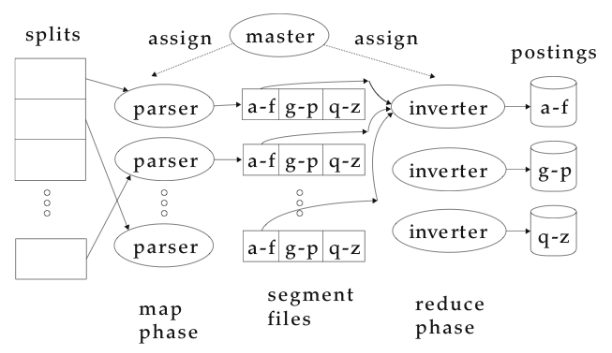 splits
assign
master
assign
postings
parser
a-f g-p q-z
inverter
a-f
parser
a-f g-p q-z
inverter
g-p
parser
a-f g-p q-z
inverter
q-z
map
phase
segment
files
reduce
phase